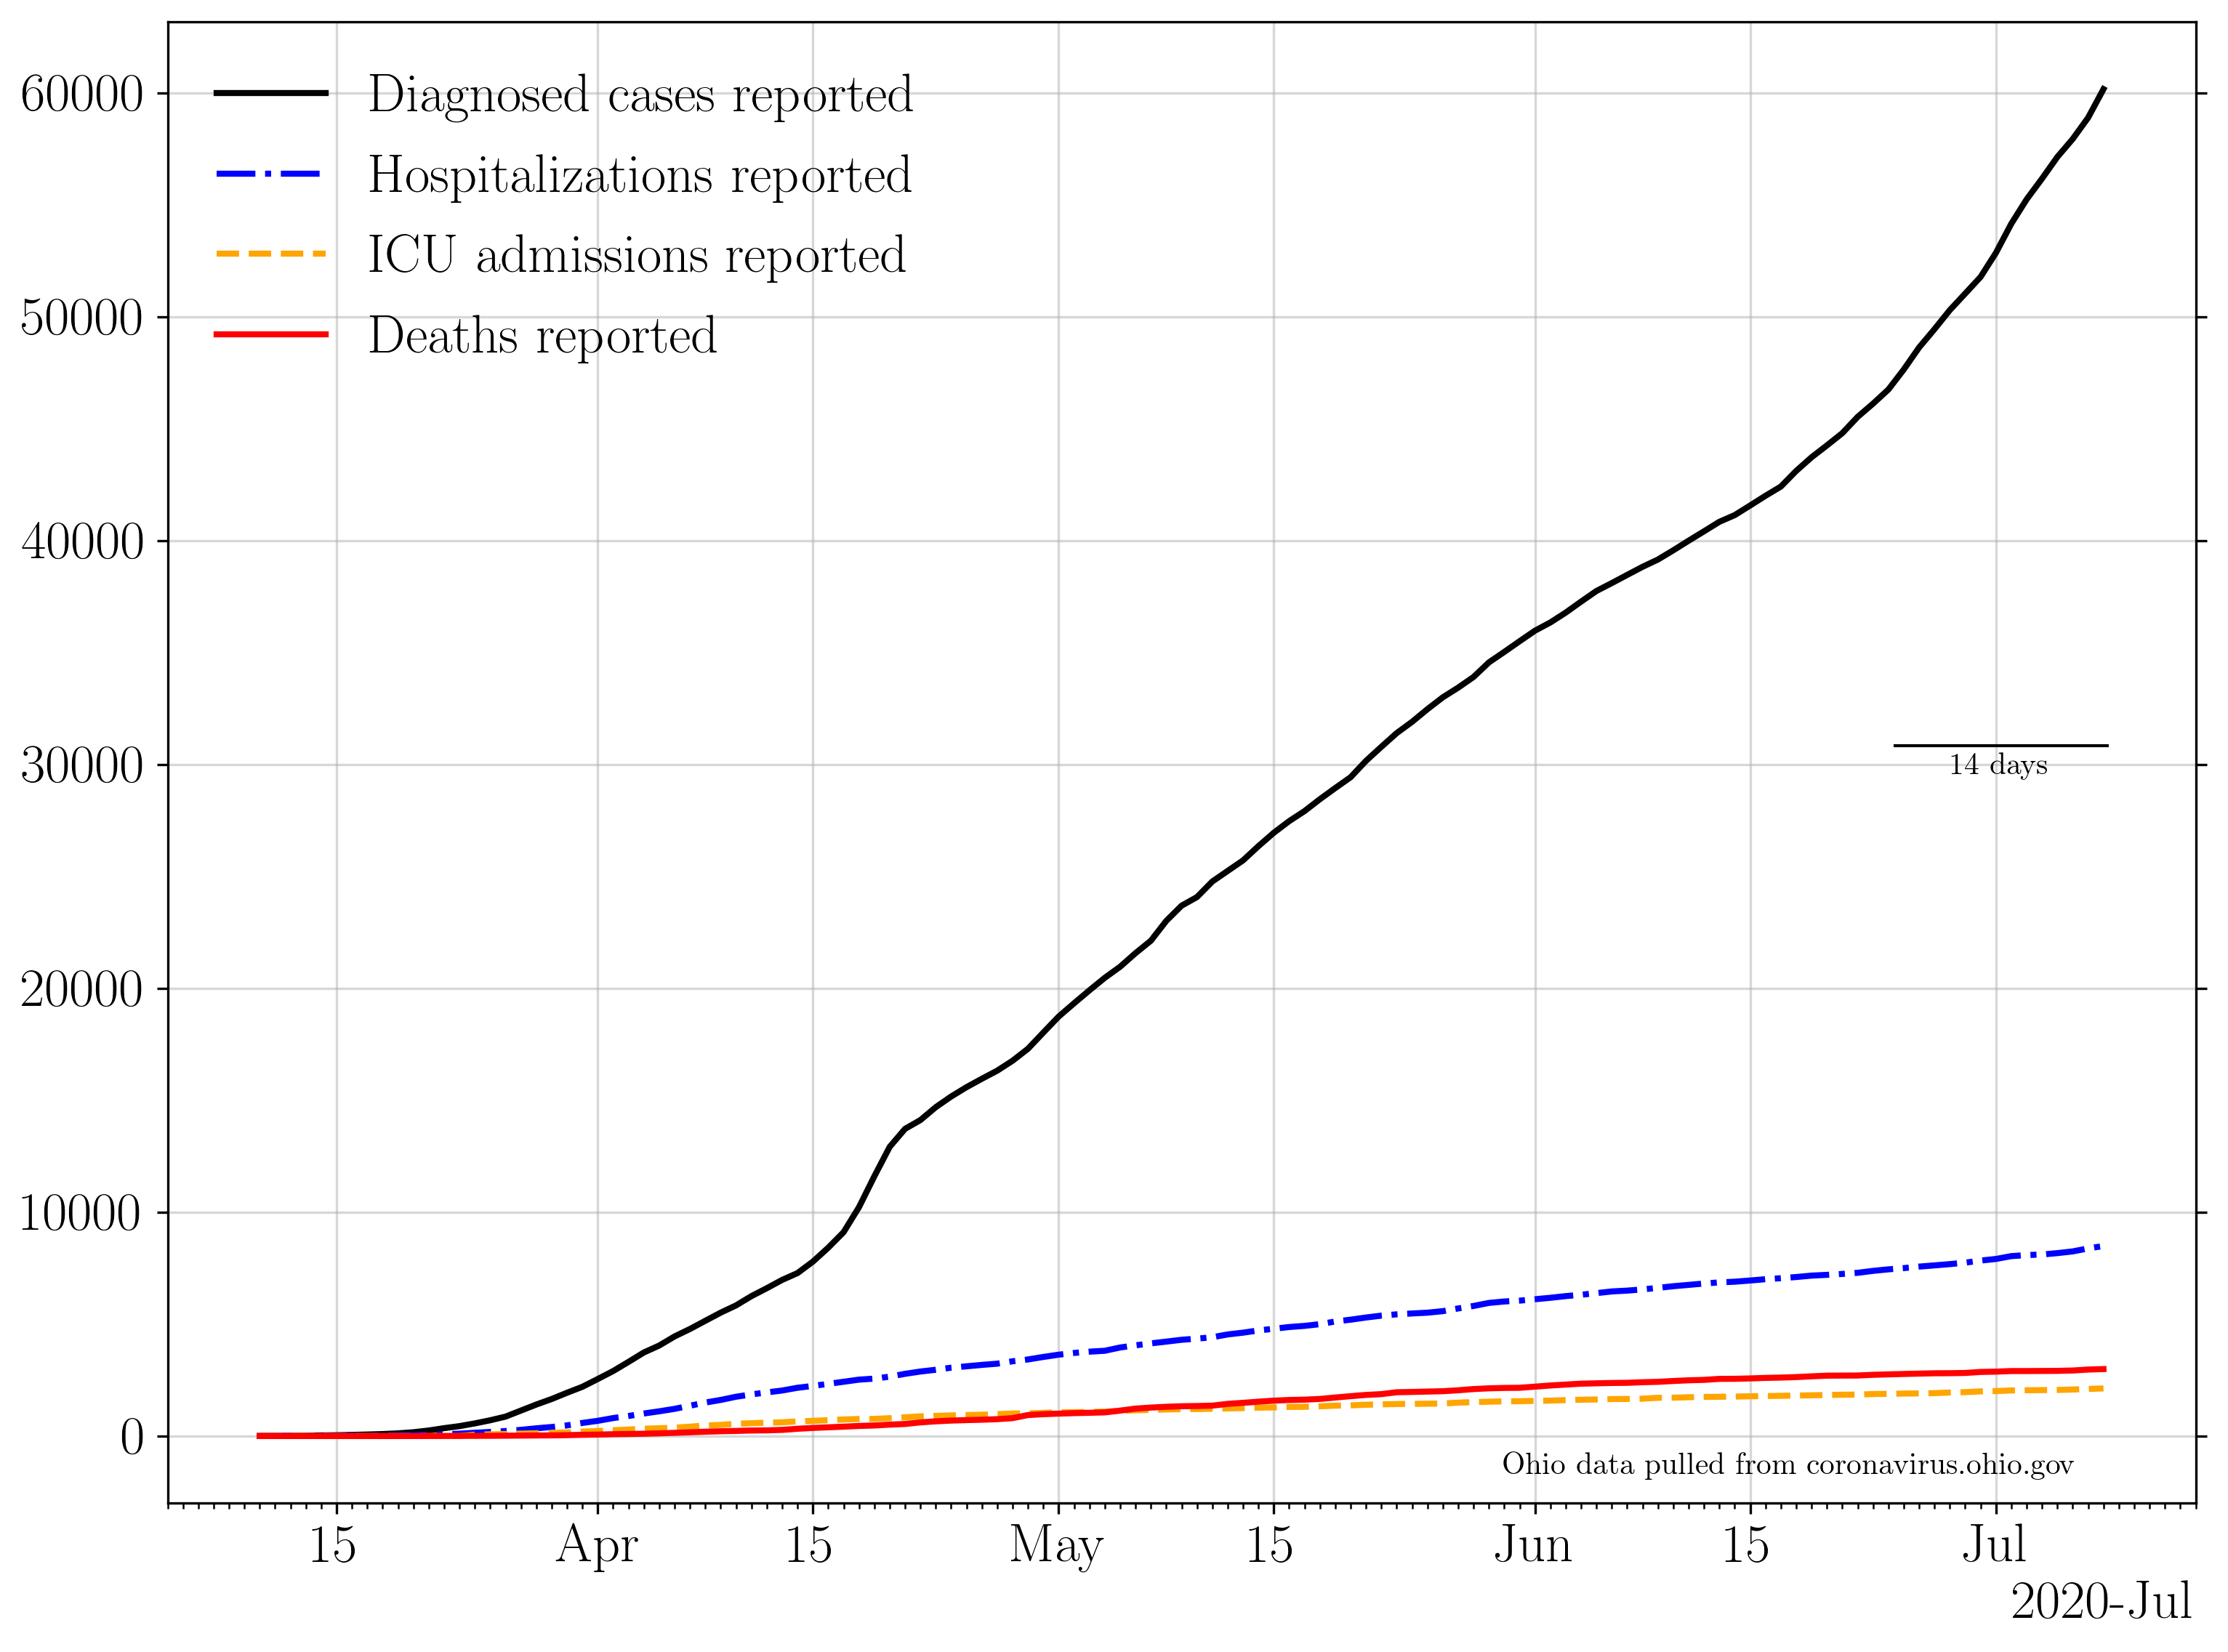 60000
50000
40000
30000
20000
10000
0
Diagnosed cases reported
Hospitalizations reported
ICU admissions reported
Deaths reported
14 days
Ohio data pulled from coronavirus.ohio.gov
15 Apr 15 May 15 Jun 15 Jul
2020-Jul